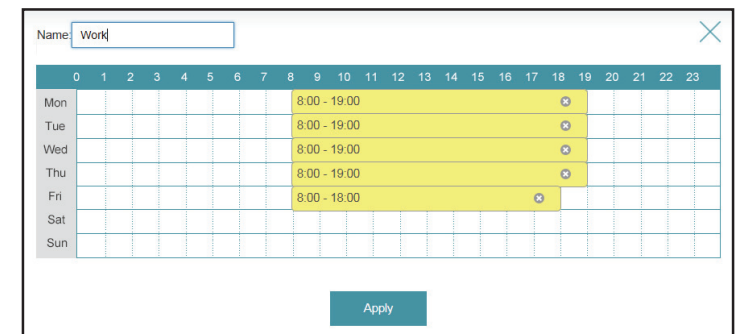 Name: Work
0 1 2 3 4 5 6 7 8 9 10 11 12 13 14 15 16 17 18 19 20 21 22 23
Mon 8:00 - 19:00
Tue 8:00 - 19:00
Wed 8:00 - 19:00
Thu 8:00 - 19:00
Fri 8:00 - 18:00
Sat
Sun
Apply